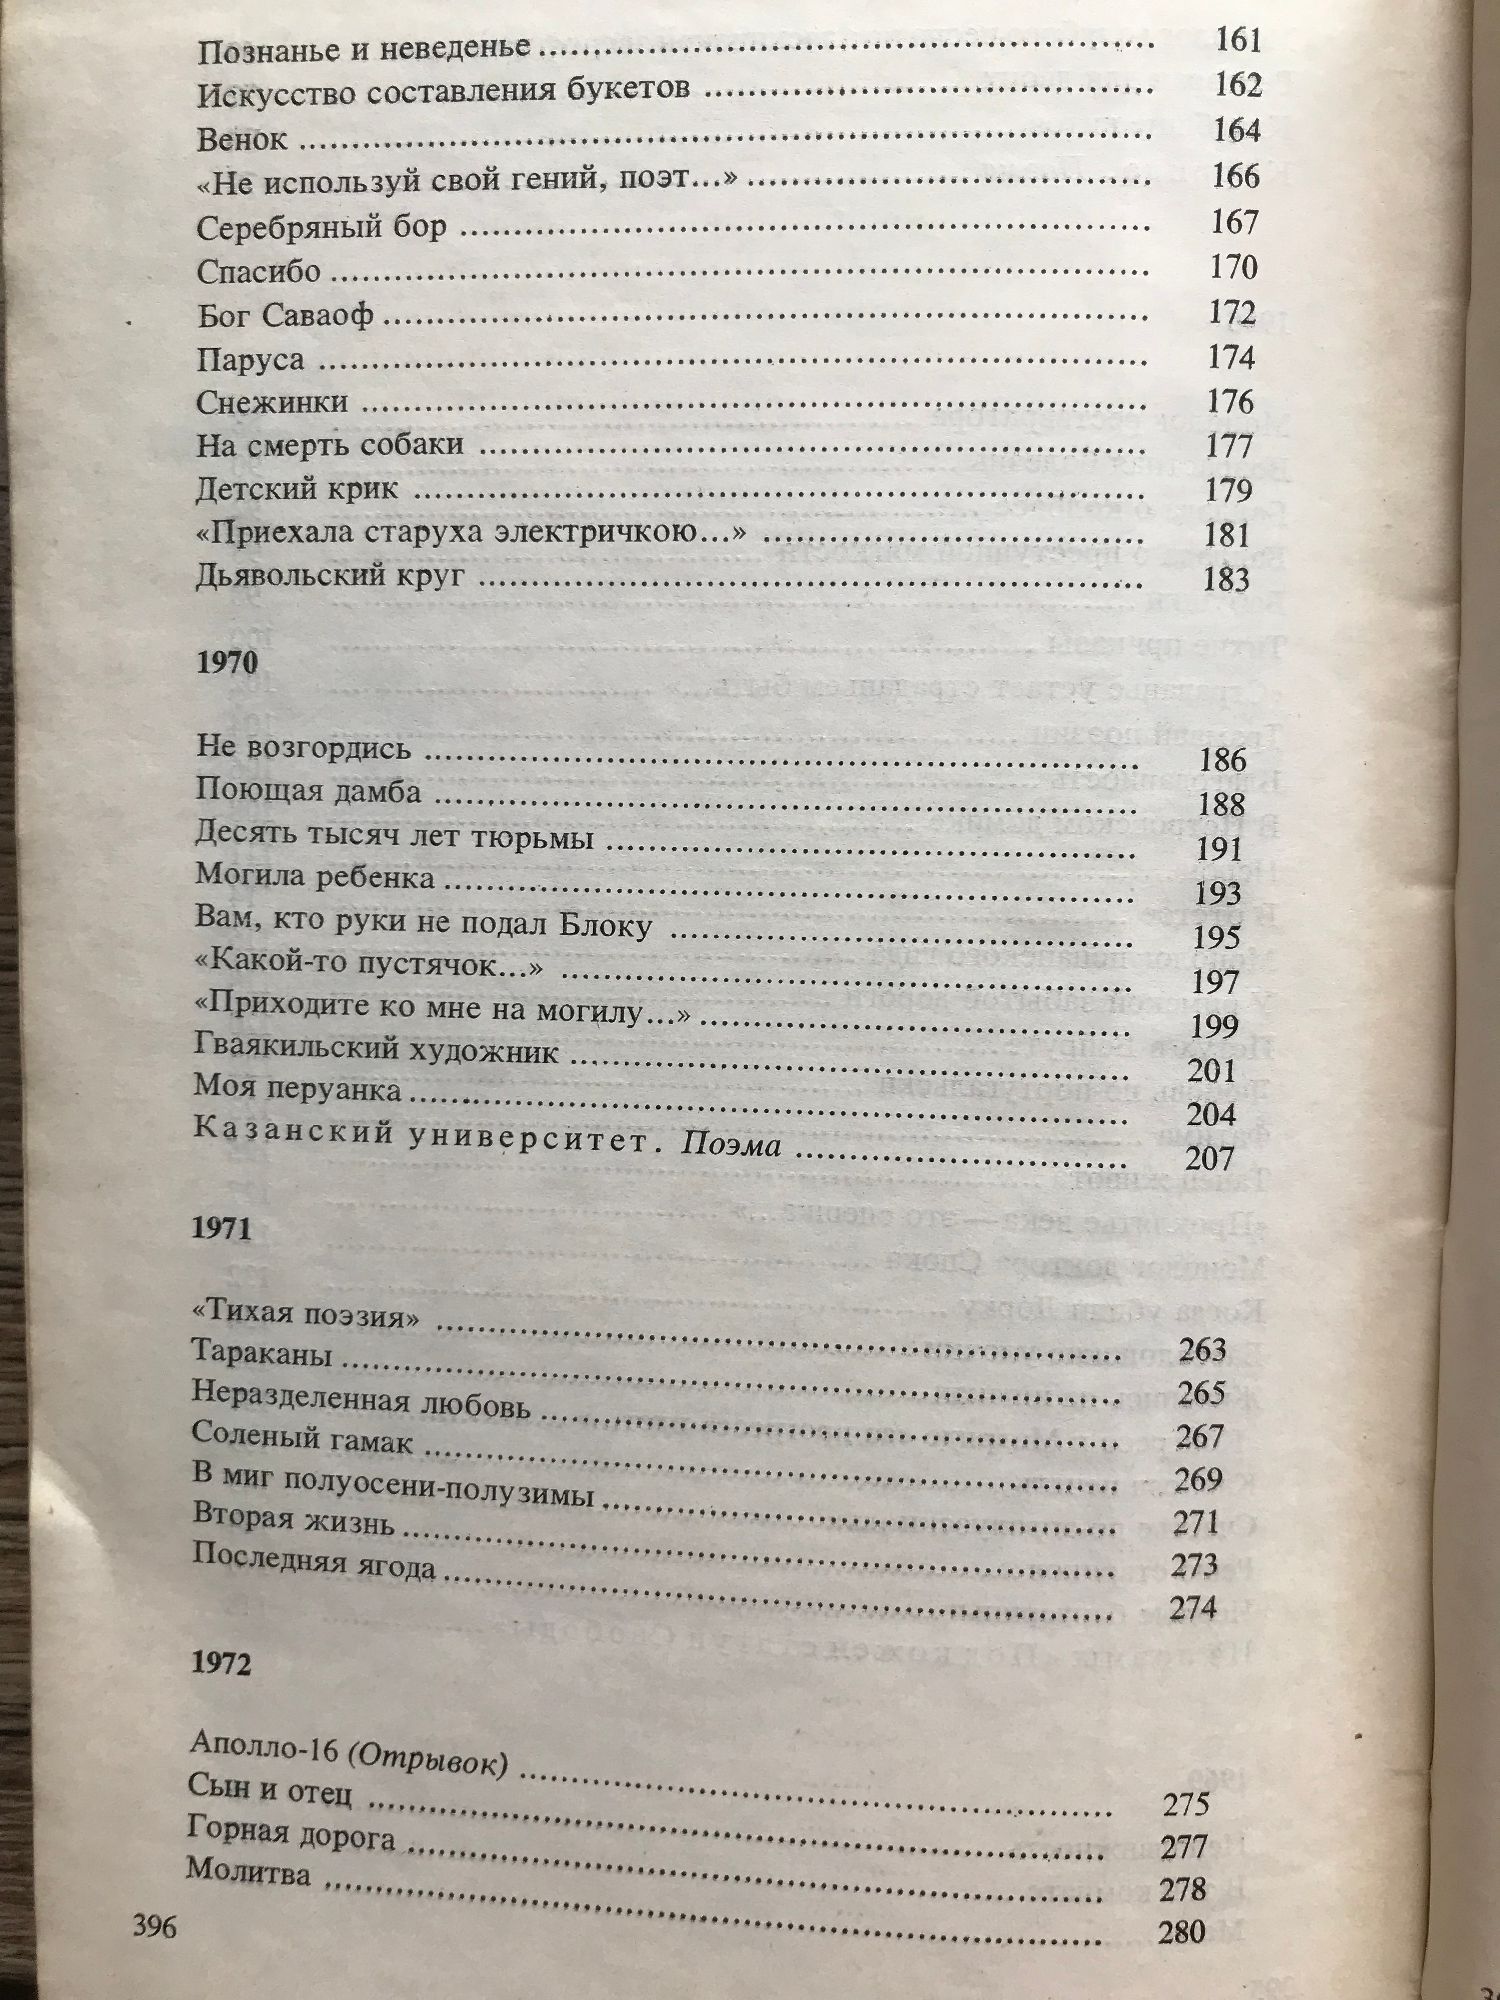 Познанье и неведенье ........ 161
Искусство составления букетов ........ 162
Венок ........ 164
«Не используй свой гений, поэт...» ........ 166
Серебряный бор ........ 167
Спасибо ........ 170
Бог Саваоф ........ 172
Паруса ........ 174
Снежинки ........ 176
На смерть собаки ........ 177
Детский крик ........ 179
«Приехала старуха электричкою...» ........ 181
Дьявольский круг ........ 183
1970
Не возгордись ........ 186
Поющая дамба ........ 188
Десять тысяч лет тюрьмы ........ 191
Могила ребенка ........ 193
Вам, кто руки не подал Блоку ........ 195
«Какой-то пустячок...» ........ 197
«Приходите ко мне на могилу...» ........ 199
Гваякильский художник ........ 201
Моя перуанка ........ 204
Казанский университет. Поэма ........ 207
1971
«Тихая поэзия» ........ 263
Тараканы ........ 265
Неразделенная любовь ........ 267
Соленый гамак ........ 269
В миг полуосени-полузимы ........ 271
Вторая жизнь ........ 273
Последняя ягода ........ 274
1972
Аполло-16 (Отрывок) ........ 275
Сын и отец ........ 277
Горная дорога ........ 278
Молитва ........ 280
396